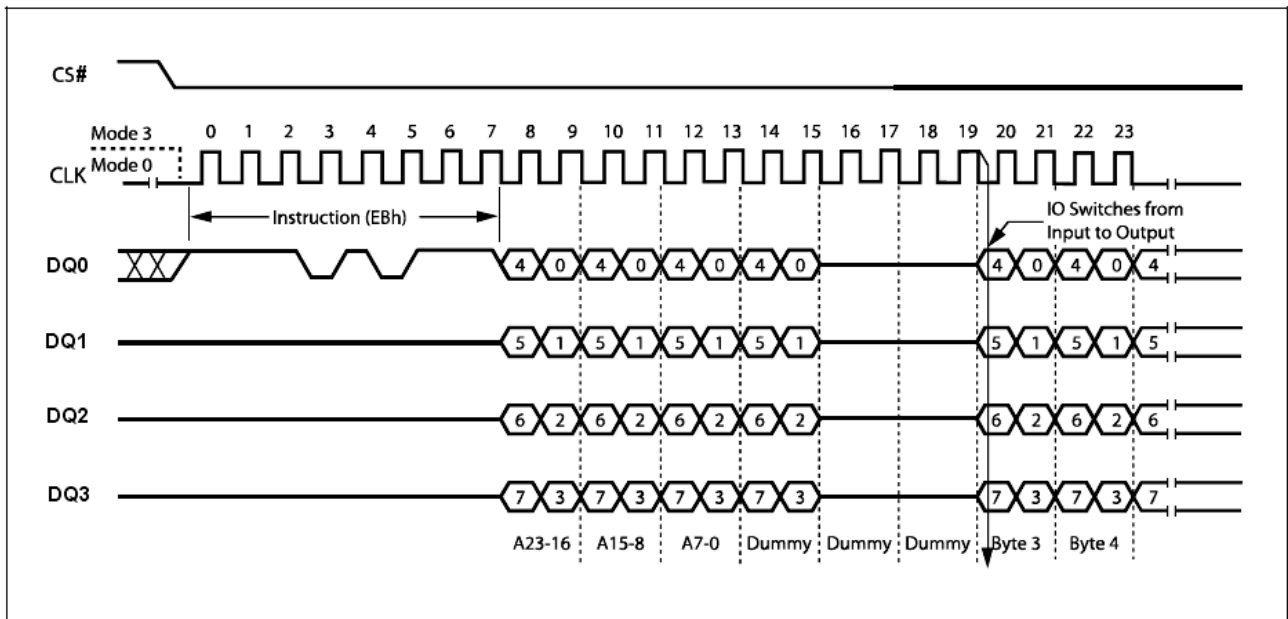 CS#
Mode 3
0 1 2 3 4 5 6 7 8 9 10 11 12 13 14 15 16 17 18 19 20 21 22 23
CLK Mode 0
Instruction (EBh)
IO Switches from
Input to Output
DQ0 4 0 4 0 4 0 4 0 4 0 4 0 4
DQ1 5 1 5 1 5 1 5 1 5 1 5 1 5
DQ2 6 2 6 2 6 2 6 2 6 2 6 2 6
DQ3 7 3 7 3 7 3 7 3 7 3 7 3 7
A23-16 A15-8 A7-0 Dummy Dummy Dummy Byte 3 Byte 4